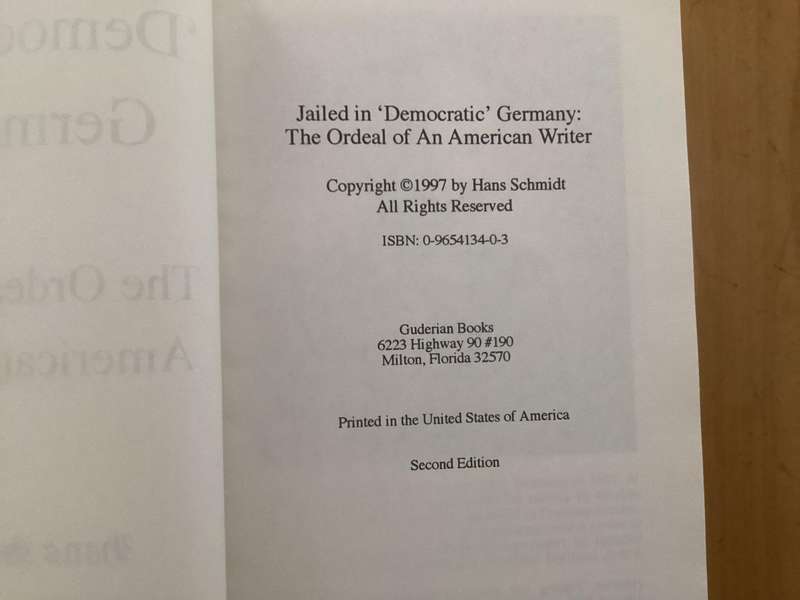 Jailed in ‘Democratic’ Germany:
The Ordeal of An American Writer
Copyright ©1997 by Hans Schmidt
All Rights Reserved
ISBN: 0-9654134-0-3
Guderian Books
6223 Highway 90 #190
Milton, Florida 32570
Printed in the United States of America
Second Edition